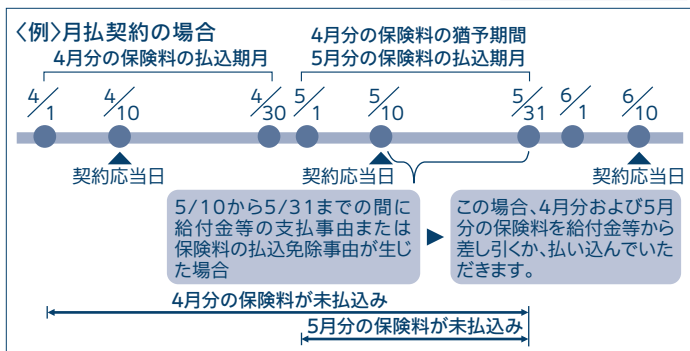 〈例〉月払契約の場合
4月分の保険料の払込期月
4月分の保険料の猶予期間
5月分の保険料の払込期月
4/1 4/10 4/30 5/1 5/10 5/31 6/1 6/10
契約応当日 契約応当日 契約応当日
5/10から5/31までの間に
給付金等の支払事由または
保険料の払込免除事由が生じ
た場合
この場合、4月分および5月
分の保険料を給付金等から
差し引くか、払い込んでいた
だきます。
4月分の保険料が未払込み
5月分の保険料が未払込み